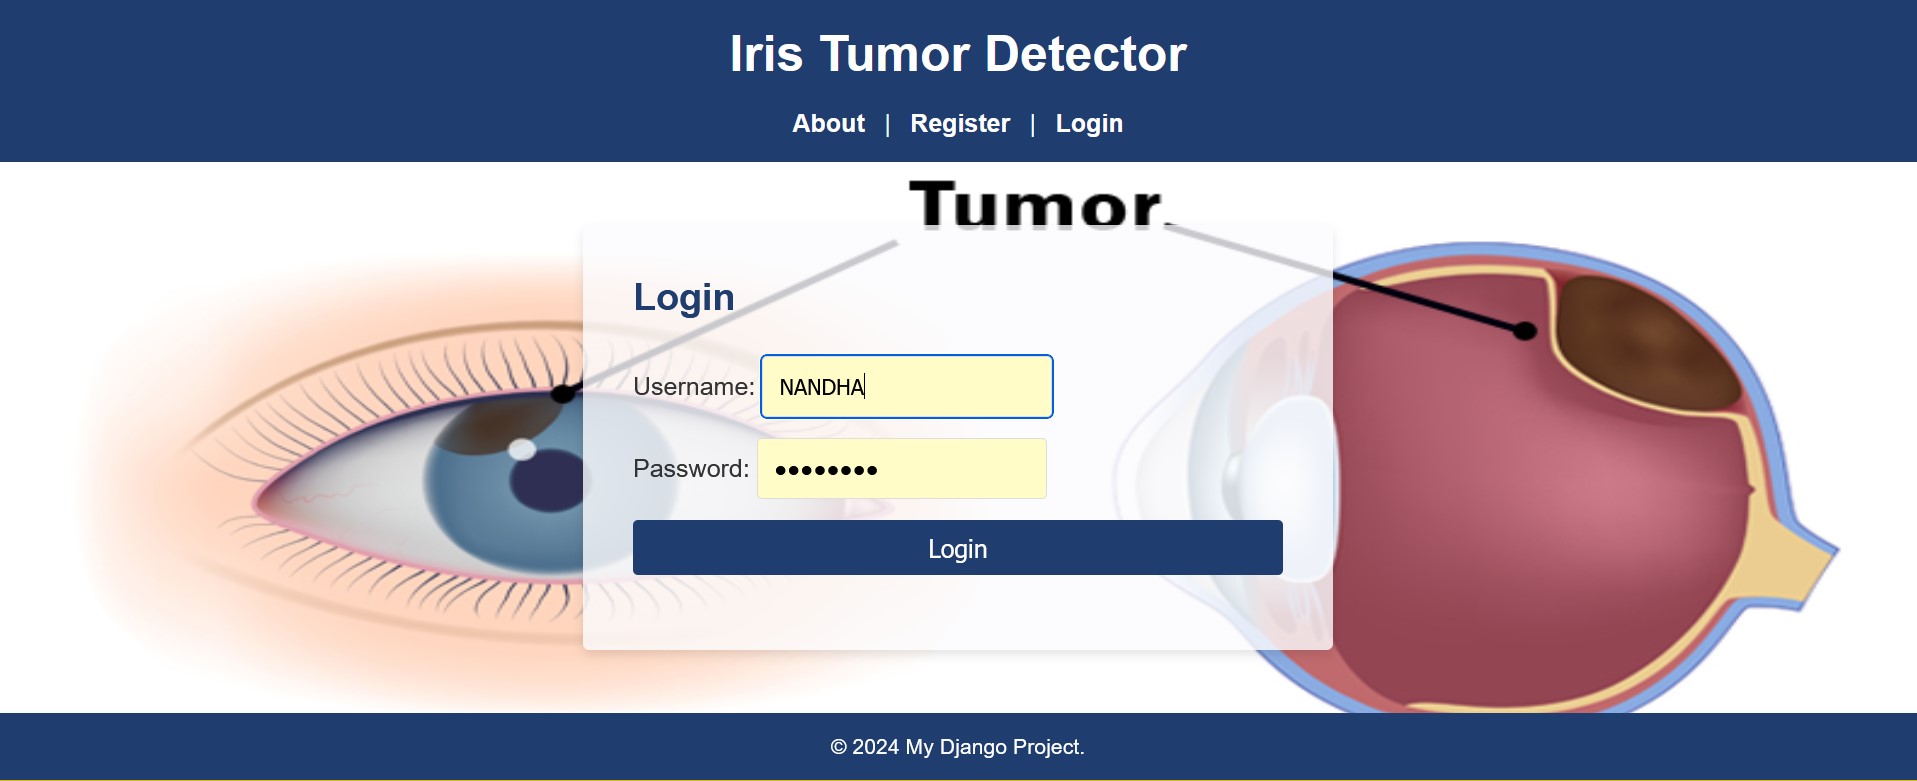 Iris Tumor Detector
About | Register | Login
Tumor
Login
Username: NANDHA
Password: ••••••••
Login
© 2024 My Django Project.